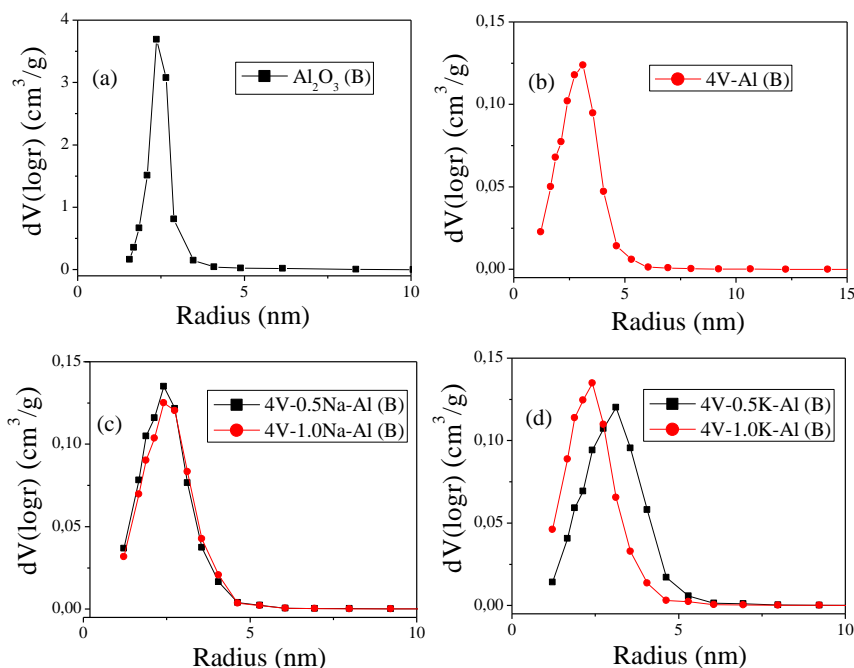 (a)
Al₂O₃ (B)
dV(logr) (cm³/g)
4
3
2
1
0
0
5
10
Radius (nm)
(b)
4V-Al (B)
dV(logr) (cm³/g)
0,15
0,10
0,05
0,00
0
5
10
15
Radius (nm)
(c)
4V-0.5Na-Al (B)
4V-1.0Na-Al (B)
dV(logr) (cm³/g)
0,15
0,10
0,05
0,00
0
5
10
Radius (nm)
(d)
4V-0.5K-Al (B)
4V-1.0K-Al (B)
dV(logr) (cm³/g)
0,15
0,10
0,05
0,00
0
5
10
Radius (nm)